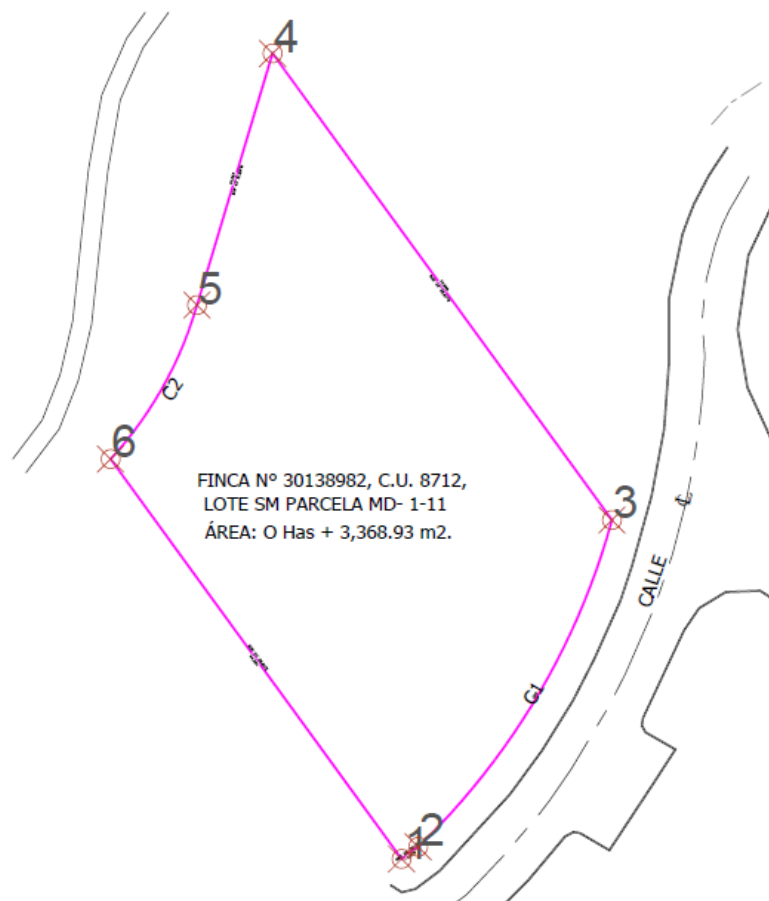 4
5
C2
6
FINCA Nº 30138982, C.U. 8712,
LOTE SM PARCELA MD- 1-11
ÁREA: O Has + 3,368.93 m2.
3
CALLE
G1
2
1